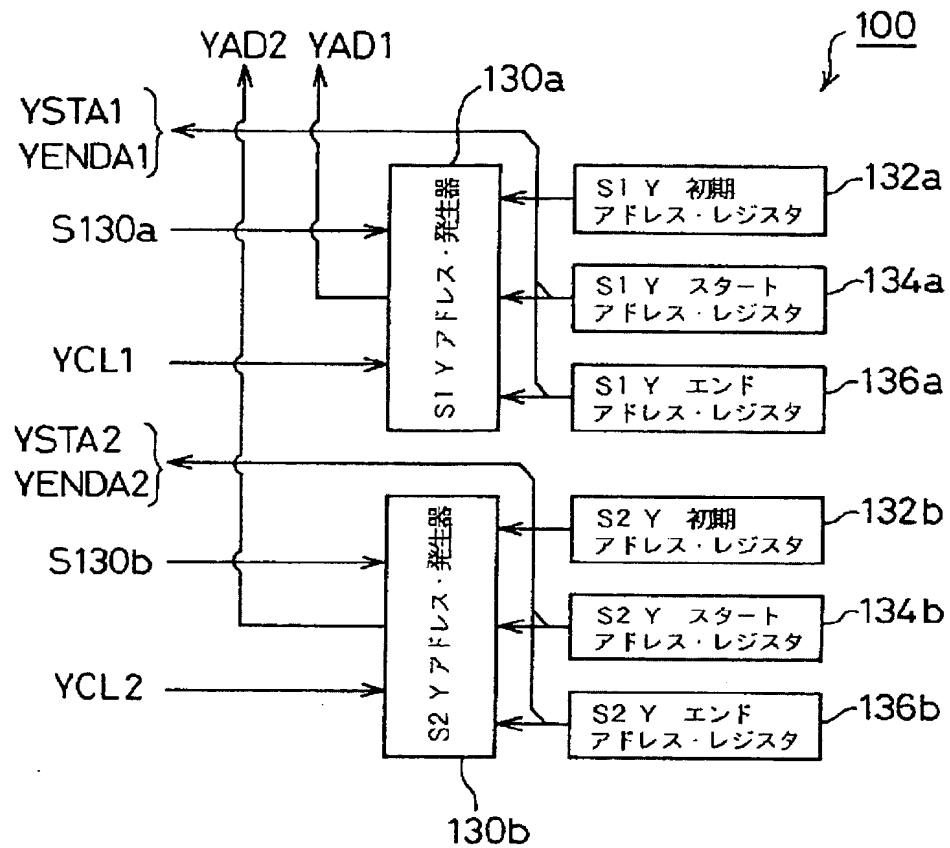 100
YAD2 YAD1
130a
YSTA1
YENDA1
S1 Y 初期
アドレス・レジスタ
132a
S130a
S1 Y アドレス・発生器
S1 Y スタート
アドレス・レジスタ
134a
YCL1
S1 Y エンド
アドレス・レジスタ
136a
YSTA2
YENDA2
S2 Y 初期
アドレス・レジスタ
132b
S130b
S2 Y アドレス・発生器
S2 Y スタート
アドレス・レジスタ
134b
YCL2
S2 Y エンド
アドレス・レジスタ
136b
130b